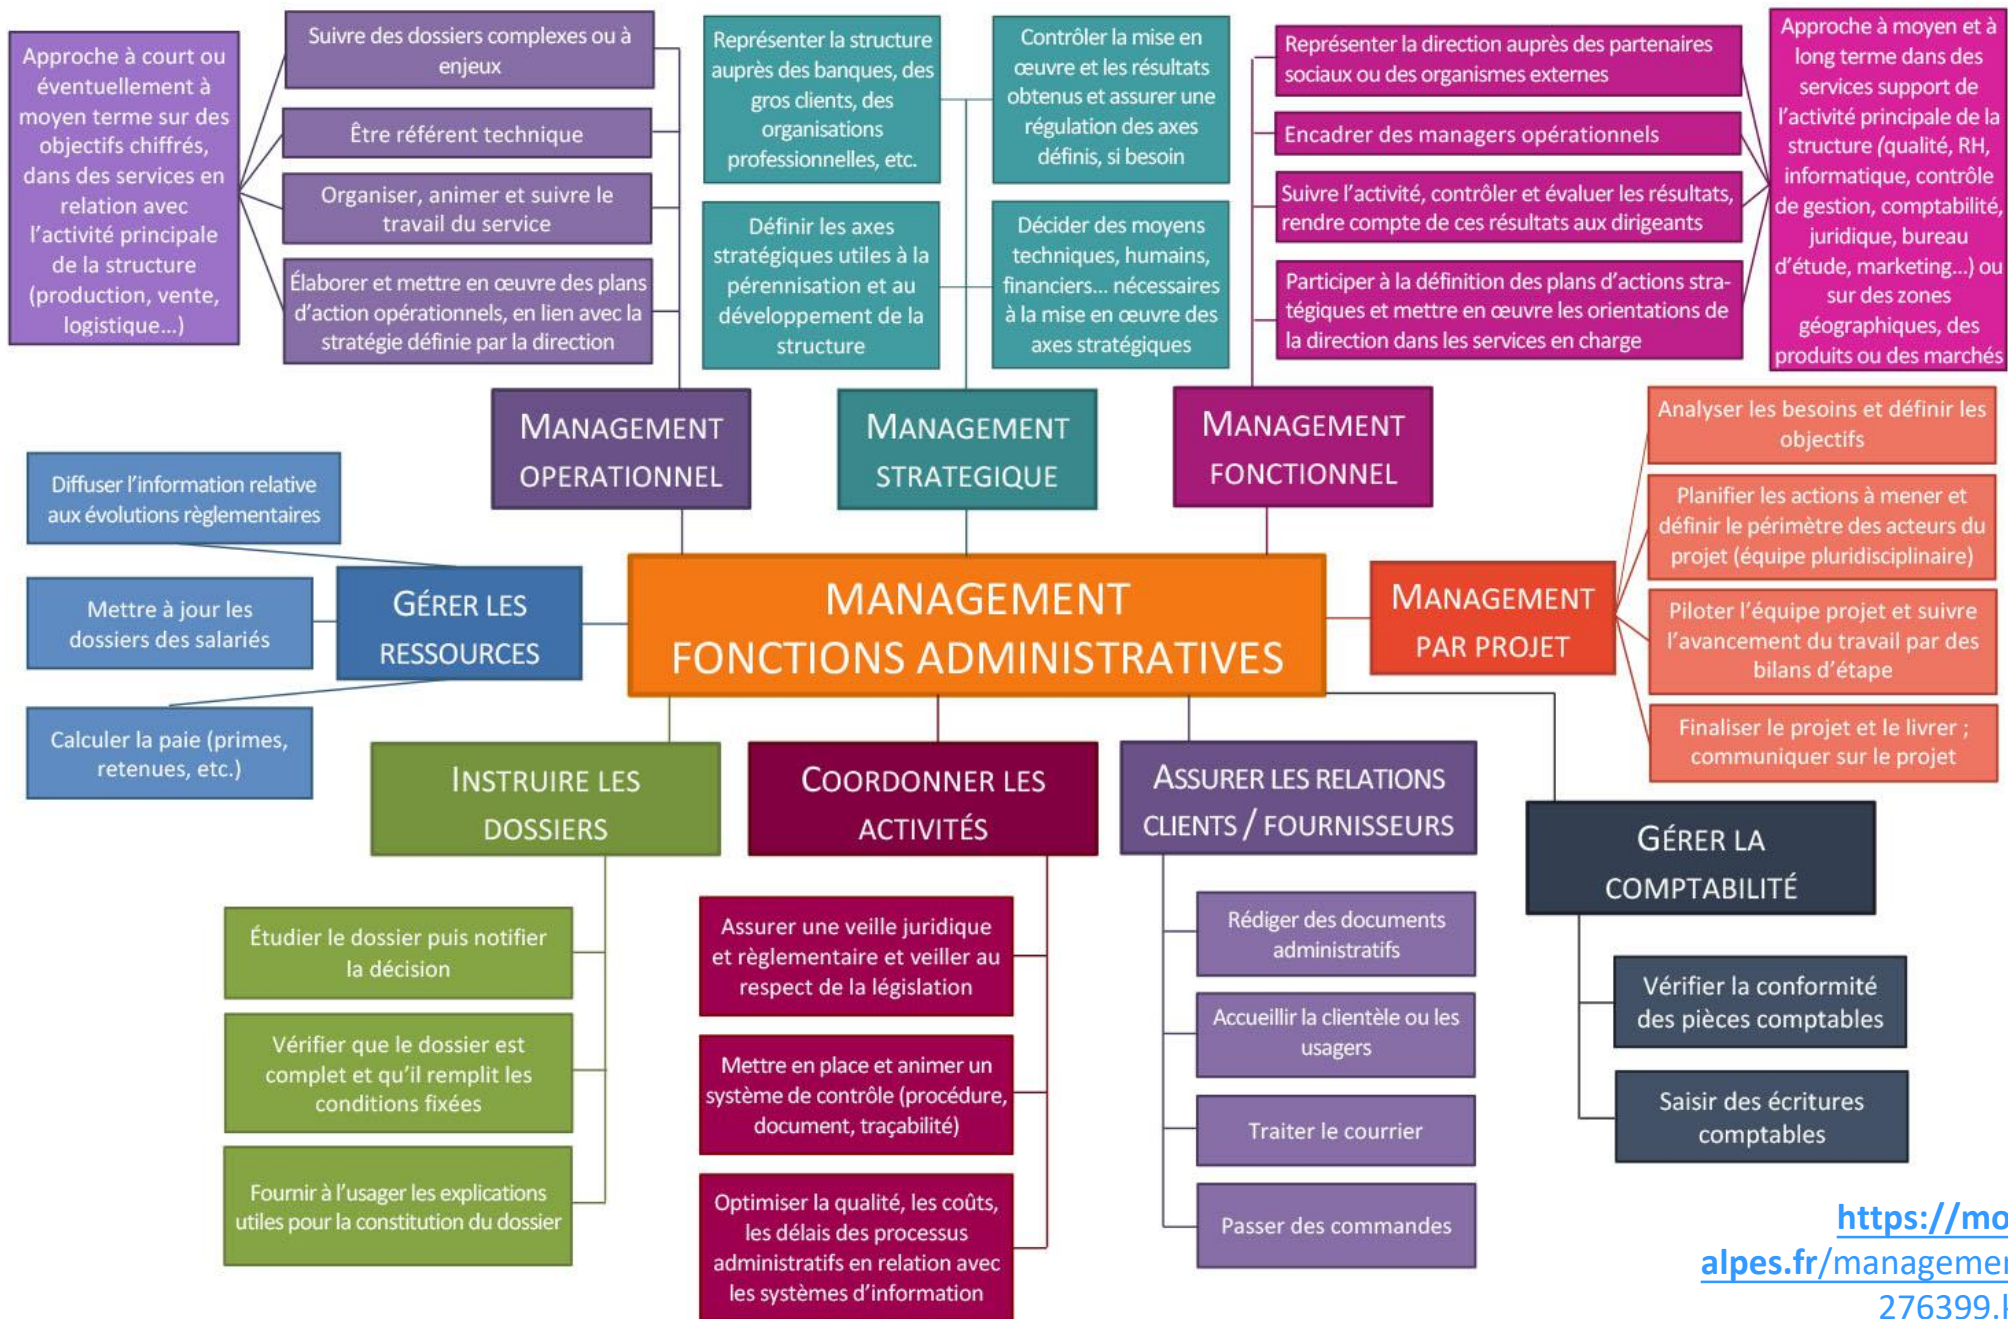 Approche à court ou
éventuellement à
moyen terme sur des
objectifs chiffrés,
dans des services en
relation avec
l’activité principale
de la structure
(production, vente,
logistique…)
Suivre des dossiers complexes ou à
enjeux
Être référent technique
Organiser, animer et suivre le
travail du service
Élaborer et mettre en œuvre des plans
d’action opérationnels, en lien avec la
stratégie définie par la direction
Représenter la structure
auprès des banques, des
gros clients, des
organisations
professionnelles, etc.
Contrôler la mise en
œuvre et les résultats
obtenus et assurer une
régulation des axes
définis, si besoin
Définir les axes
stratégiques utiles à la
pérennisation et au
développement de la
structure
Décider des moyens
techniques, humains,
financiers… nécessaires
à la mise en œuvre des
axes stratégiques
Représenter la direction auprès des partenaires
sociaux ou des organismes externes
Encadrer des managers opérationnels
Suivre l’activité, contrôler et évaluer les résultats,
rendre compte de ces résultats aux dirigeants
Participer à la définition des plans d’actions stra-
tégiques et mettre en œuvre les orientations de
la direction dans les services en charge
Approche à moyen et à
long terme dans des
services support de
l’activité principale de la
structure (qualité, RH,
informatique, contrôle
de gestion, comptabilité,
juridique, bureau
d’étude, marketing…) ou
sur des zones
géographiques, des
produits ou des marchés
MANAGEMENT
OPERATIONNEL
MANAGEMENT
STRATEGIQUE
MANAGEMENT
FONCTIONNEL
Diffuser l’information relative
aux évolutions règlementaires
Mettre à jour les
dossiers des salariés
Calculer la paie (primes,
retenues, etc.)
GÉRER LES
RESSOURCES
MANAGEMENT
FONCTIONS ADMINISTRATIVES
MANAGEMENT
PAR PROJET
Analyser les besoins et définir les
objectifs
Planifier les actions à mener et
définir le périmètre des acteurs du
projet (équipe pluridisciplinaire)
Piloter l’équipe projet et suivre
l’avancement du travail par des
bilans d’étape
Finaliser le projet et le livrer ;
communiquer sur le projet
INSTRUIRE LES
DOSSIERS
Étudier le dossier puis notifier
la décision
Vérifier que le dossier est
complet et qu’il remplit les
conditions fixées
Fournir à l’usager les explications
utiles pour la constitution du dossier
COORDONNER LES
ACTIVITÉS
Assurer une veille juridique
et règlementaire et veiller au
respect de la législation
Mettre en place et animer un
système de contrôle (procédure,
document, traçabilité)
Optimiser la qualité, les coûts,
les délais des processus
administratifs en relation avec
les systèmes d’information
ASSURER LES RELATIONS
CLIENTS / FOURNISSEURS
Rédiger des documents
administratifs
Accueillir la clientèle ou les
usagers
Traiter le courrier
Passer des commandes
GÉRER LA
COMPTABILITÉ
Vérifier la conformité
des pièces comptables
Saisir des écritures
comptables
https://mo
alpes.fr/managemen
276399.